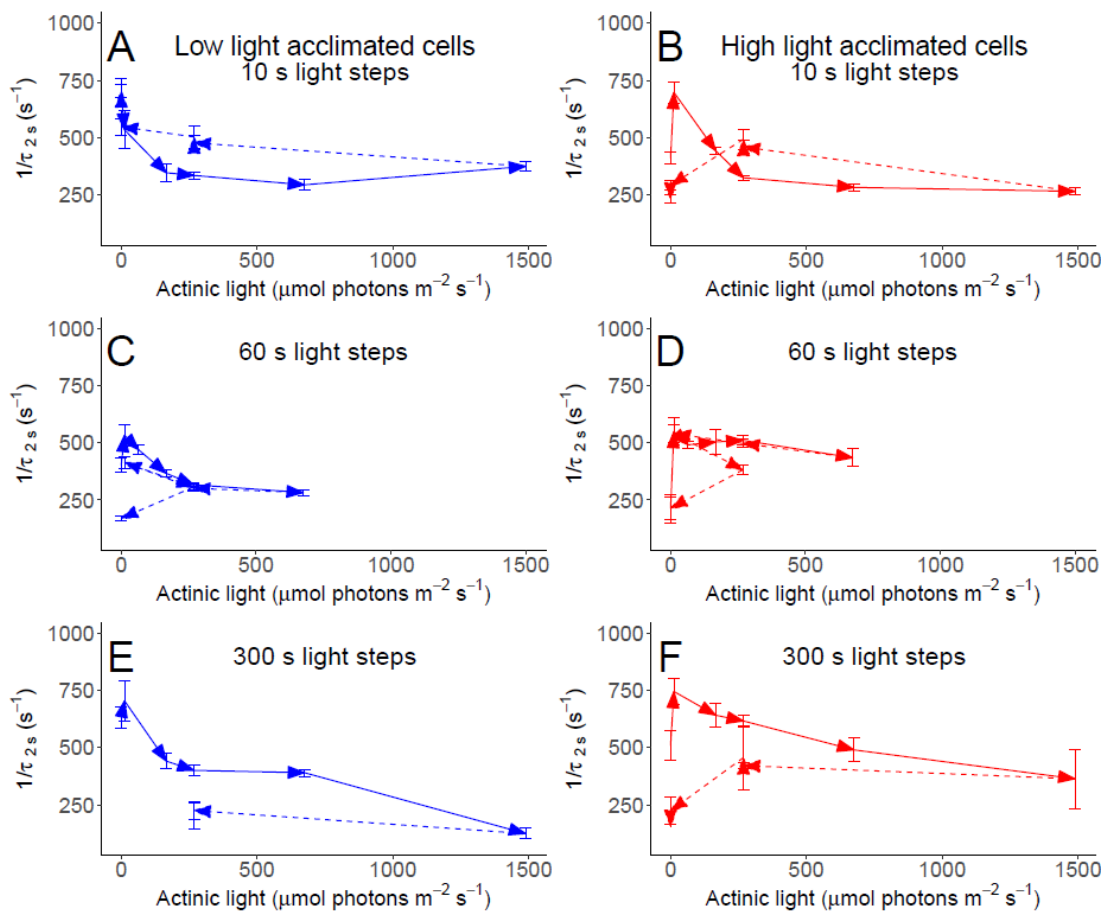 A
Low light acclimated cells
10 s light steps
1000
750
500
250
1/τ 2 s (s⁻¹)
0 500 1000 1500
Actinic light (μmol photons m⁻² s⁻¹)
B
High light acclimated cells
10 s light steps
1000
750
500
250
1/τ 2 s (s⁻¹)
0 500 1000 1500
Actinic light (μmol photons m⁻² s⁻¹)
C
60 s light steps
1000
750
500
250
1/τ 2 s (s⁻¹)
0 500 1000 1500
Actinic light (μmol photons m⁻² s⁻¹)
D
60 s light steps
1000
750
500
250
1/τ 2 s (s⁻¹)
0 500 1000 1500
Actinic light (μmol photons m⁻² s⁻¹)
E
300 s light steps
1000
750
500
250
1/τ 2 s (s⁻¹)
0 500 1000 1500
Actinic light (μmol photons m⁻² s⁻¹)
F
300 s light steps
1000
750
500
250
1/τ 2 s (s⁻¹)
0 500 1000 1500
Actinic light (μmol photons m⁻² s⁻¹)